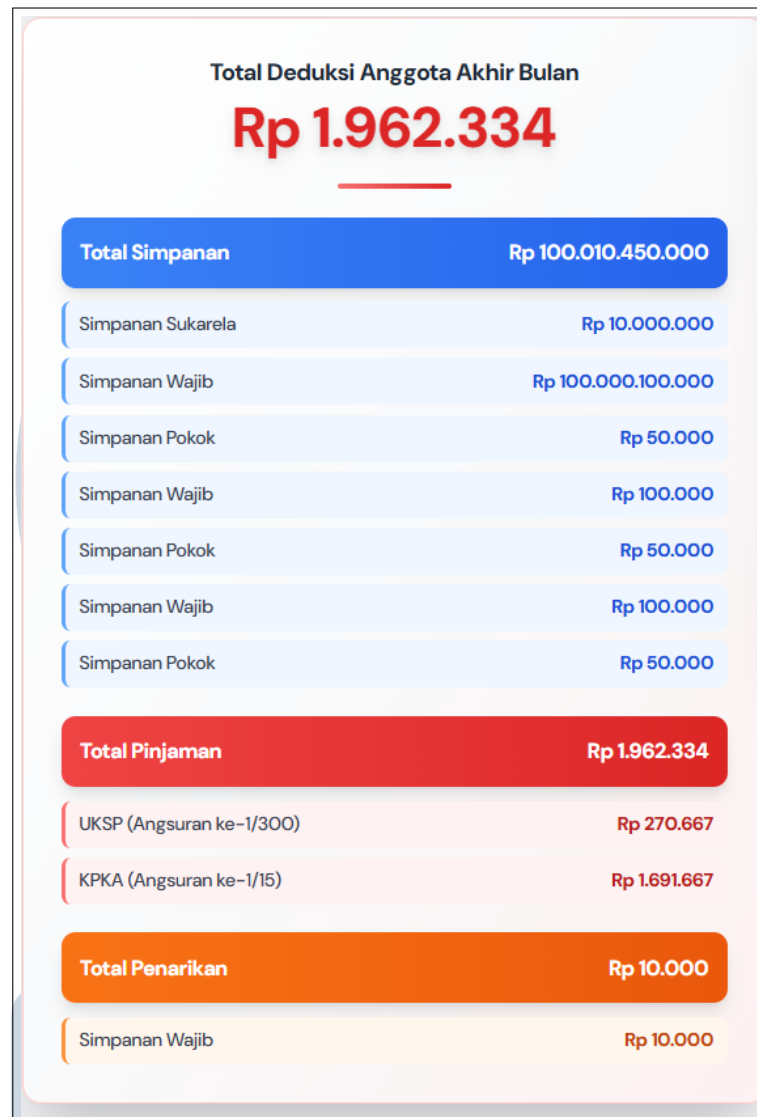 Total Deduksi Anggota Akhir Bulan
Rp 1.962.334
Total Simpanan Rp 100.010.450.000
Simpanan Sukarela Rp 10.000.000
Simpanan Wajib Rp 100.000.100.000
Simpanan Pokok Rp 50.000
Simpanan Wajib Rp 100.000
Simpanan Pokok Rp 50.000
Simpanan Wajib Rp 100.000
Simpanan Pokok Rp 50.000
Total Pinjaman Rp 1.962.334
UKSP (Angsuran ke-1/300) Rp 270.667
KPKA (Angsuran ke-1/15) Rp 1.691.667
Total Penarikan Rp 10.000
Simpanan Wajib Rp 10.000